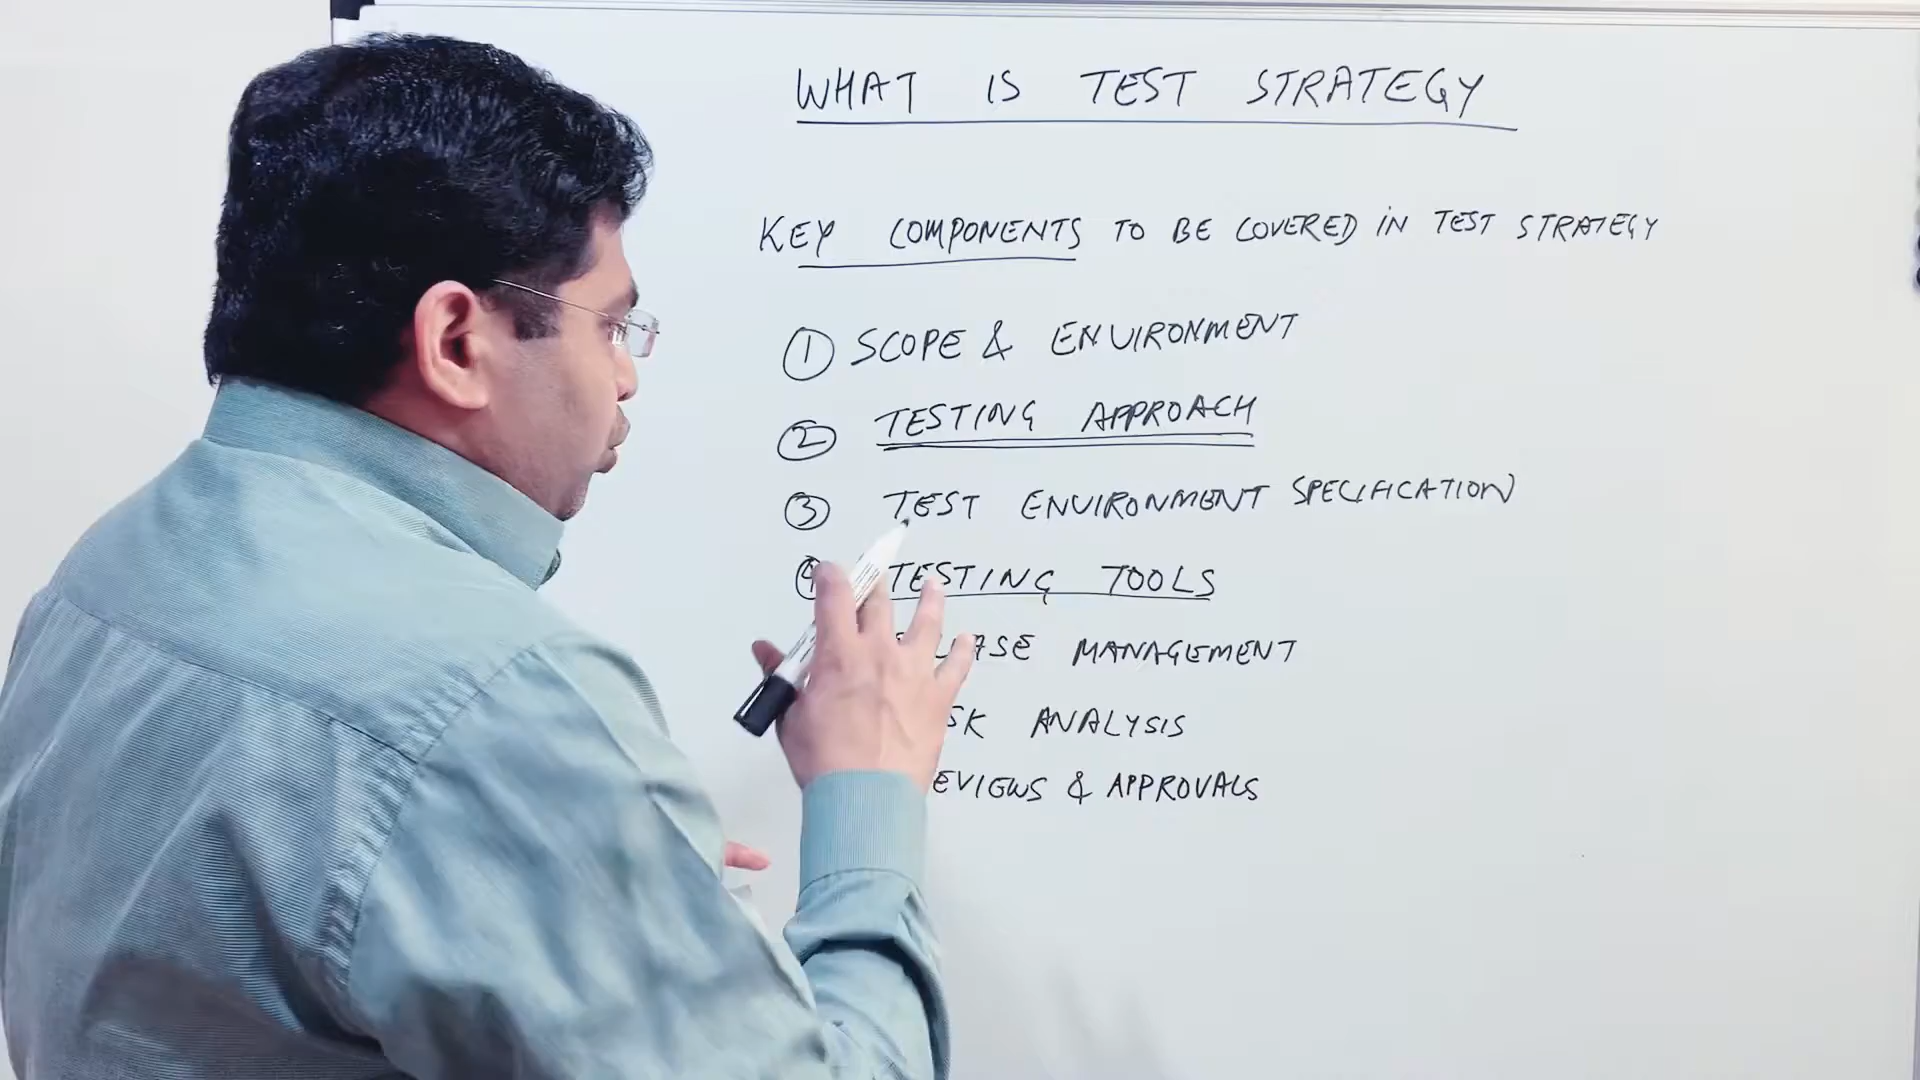 WHAT IS TEST STRATEGY
KEY COMPONENTS TO BE COVERED IN TEST STRATEGY
① SCOPE & ENVIRONMENT
② TESTING APPROACH
③ TEST ENVIRONMENT SPECIFICATION
④ TESTING TOOLS
MANAGEMENT
ANALYSIS
& APPROVALS